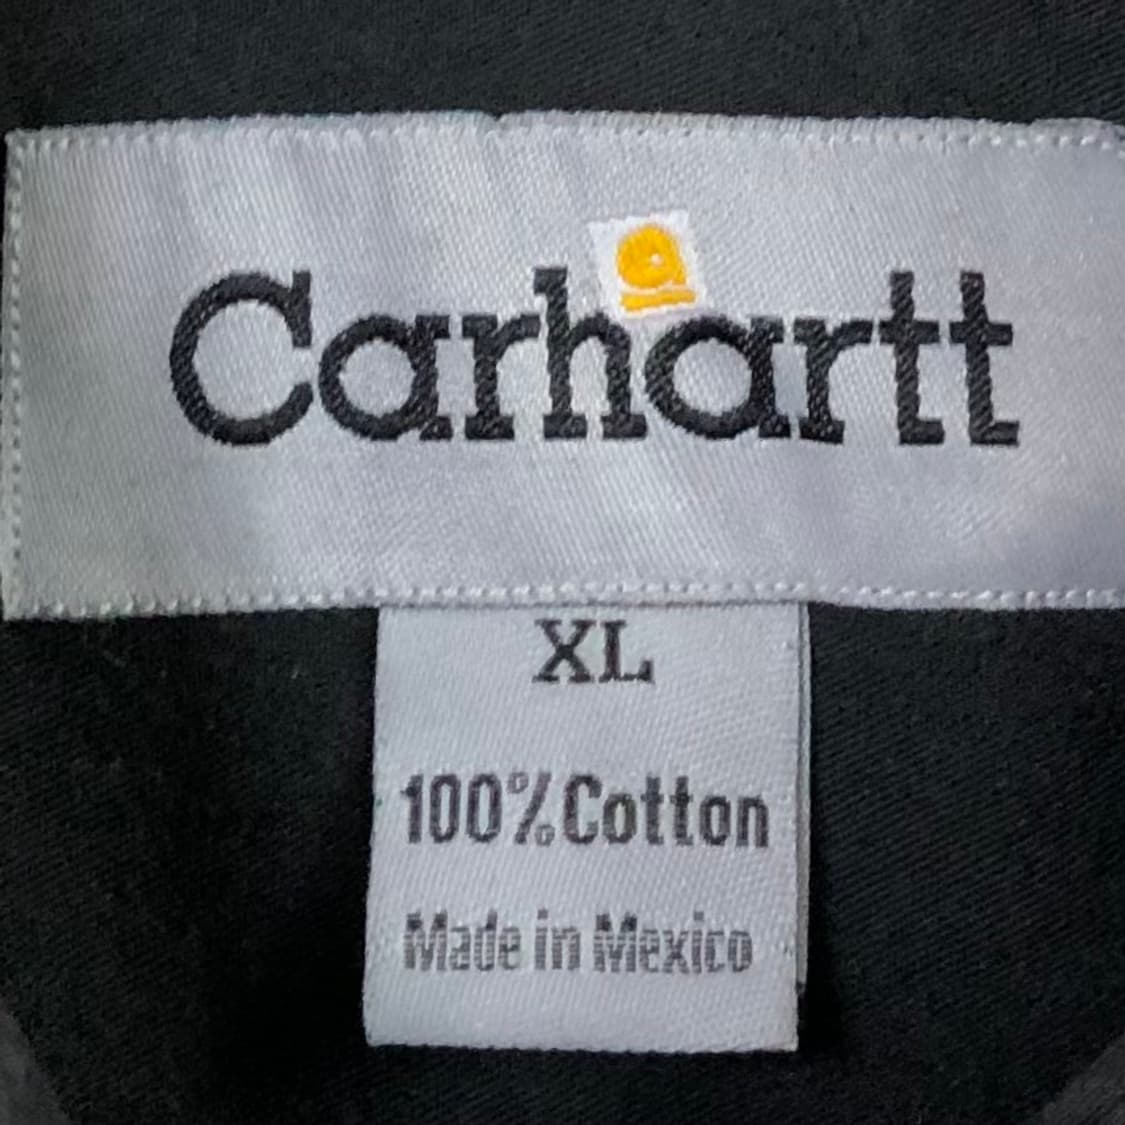 Carhartt
XL
100% Cotton
Made in Mexico